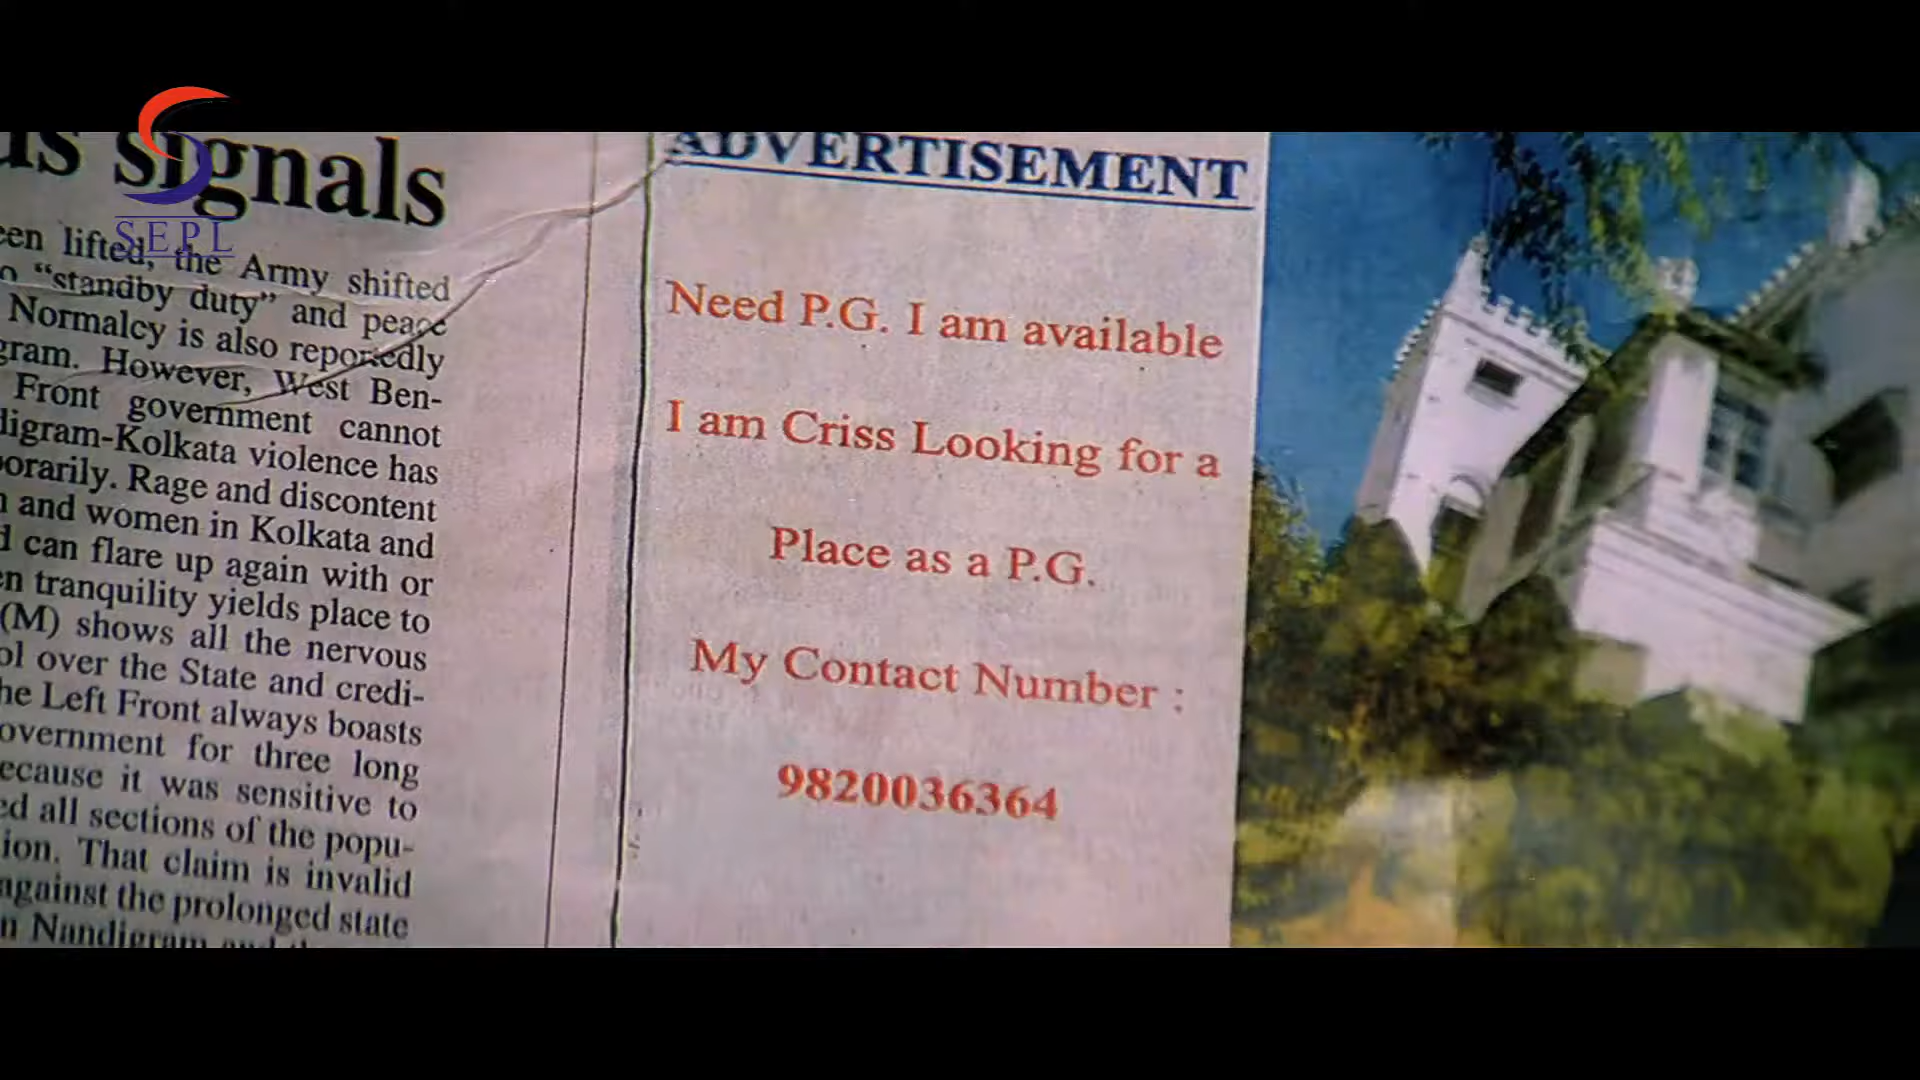 us signals
een lifted, the Army shifted
o “standby duty” and peace
Normalcy is also reportedly
gram. However, West Ben-
Front government cannot
digram-Kolkata violence has
porarily. Rage and discontent
and women in Kolkata and
d can flare up again with or
en tranquility yields place to
(M) shows all the nervous
ol over the State and credi-
he Left Front always boasts
overnment for three long
ecause it was sensitive to
ed all sections of the popu-
ion. That claim is invalid
against the prolonged state
n Nandigram and
ADVERTISEMENT
Need P.G. I am available
I am Criss Looking for a
Place as a P.G.
My Contact Number :
9820036364
SEPL